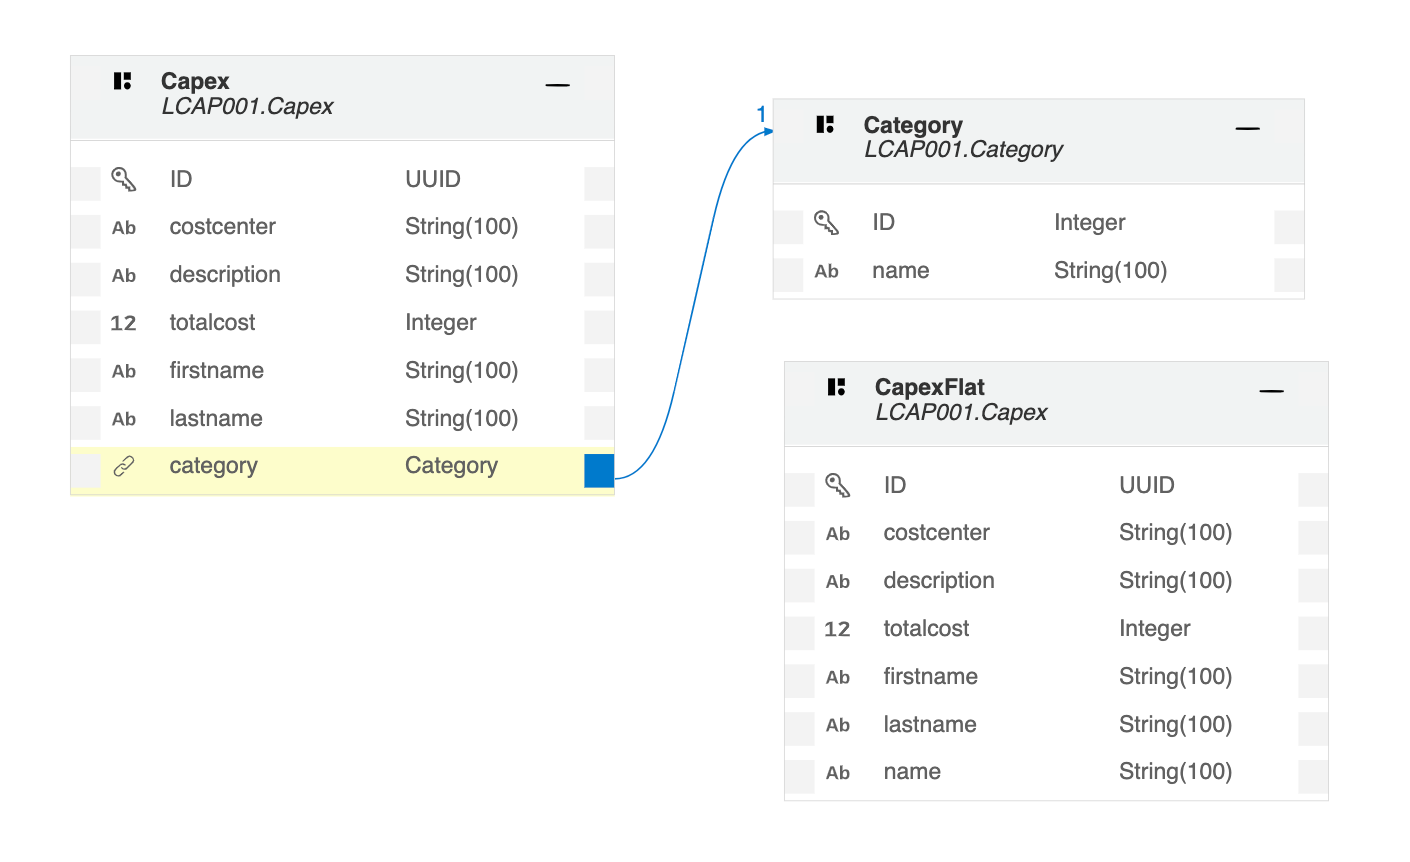 Capex
LCAP001.Capex
ID UUID
Ab costcenter String(100)
Ab description String(100)
12 totalcost Integer
Ab firstname String(100)
Ab lastname String(100)
category Category
1
Category
LCAP001.Category
ID Integer
Ab name String(100)
CapexFlat
LCAP001.Capex
ID UUID
Ab costcenter String(100)
Ab description String(100)
12 totalcost Integer
Ab firstname String(100)
Ab lastname String(100)
Ab name String(100)